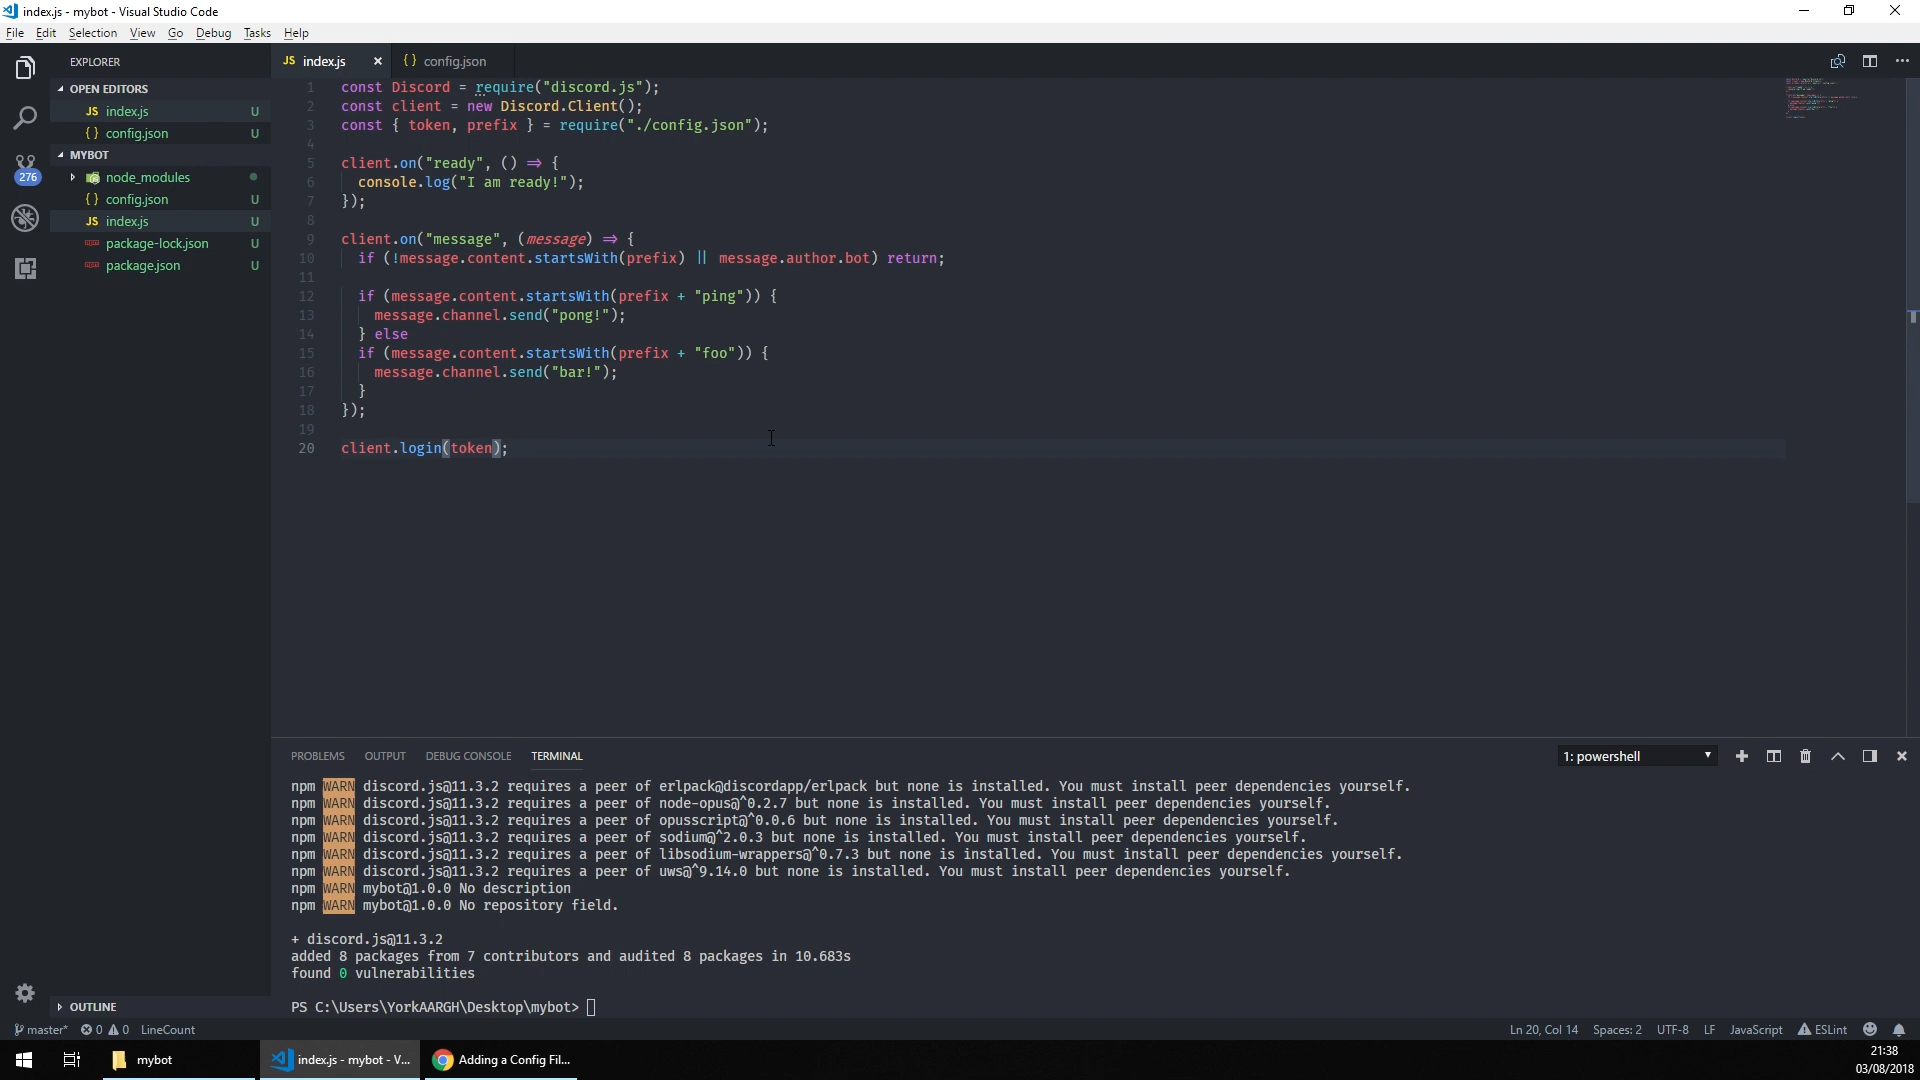 index.js - mybot - Visual Studio Code
File Edit Selection View Go Debug Tasks Help
EXPLORER
OPEN EDITORS
JS index.js U
{ } config.json U
MYBOT
276
node_modules
{ } config.json U
JS index.js U
package-lock.json U
package.json U
OUTLINE
JS index.js × { } config.json
1 const Discord = require("discord.js");
2 const client = new Discord.Client();
3 const { token, prefix } = require("./config.json");
4
5 client.on("ready", () ⇒ {
6 console.log("I am ready!");
7 });
8
9 client.on("message", (message) ⇒ {
10 if (!message.content.startsWith(prefix) || message.author.bot) return;
11
12 if (message.content.startsWith(prefix + "ping")) {
13 message.channel.send("pong!");
14 } else
15 if (message.content.startsWith(prefix + "foo")) {
16 message.channel.send("bar!");
17 }
18 });
19
20 client.login(token);
PROBLEMS OUTPUT DEBUG CONSOLE TERMINAL 1: powershell
npm WARN discord.js@11.3.2 requires a peer of erlpack@discordapp/erlpack but none is installed. You must install peer dependencies yourself.
npm WARN discord.js@11.3.2 requires a peer of node-opus@^0.2.7 but none is installed. You must install peer dependencies yourself.
npm WARN discord.js@11.3.2 requires a peer of opusscript@^0.0.6 but none is installed. You must install peer dependencies yourself.
npm WARN discord.js@11.3.2 requires a peer of sodium@^2.0.3 but none is installed. You must install peer dependencies yourself.
npm WARN discord.js@11.3.2 requires a peer of libsodium-wrappers@^0.7.3 but none is installed. You must install peer dependencies yourself.
npm WARN discord.js@11.3.2 requires a peer of uws@^9.14.0 but none is installed. You must install peer dependencies yourself.
npm WARN mybot@1.0.0 No description
npm WARN mybot@1.0.0 No repository field.
+ discord.js@11.3.2
added 8 packages from 7 contributors and audited 8 packages in 10.683s
found 0 vulnerabilities
PS C:\Users\YorkAARGH\Desktop\mybot>
master* 0 0 LineCount Ln 20, Col 14 Spaces: 2 UTF-8 LF JavaScript ESLint
mybot index.js - mybot - V... Adding a Config Fil...
21:38
03/08/2018